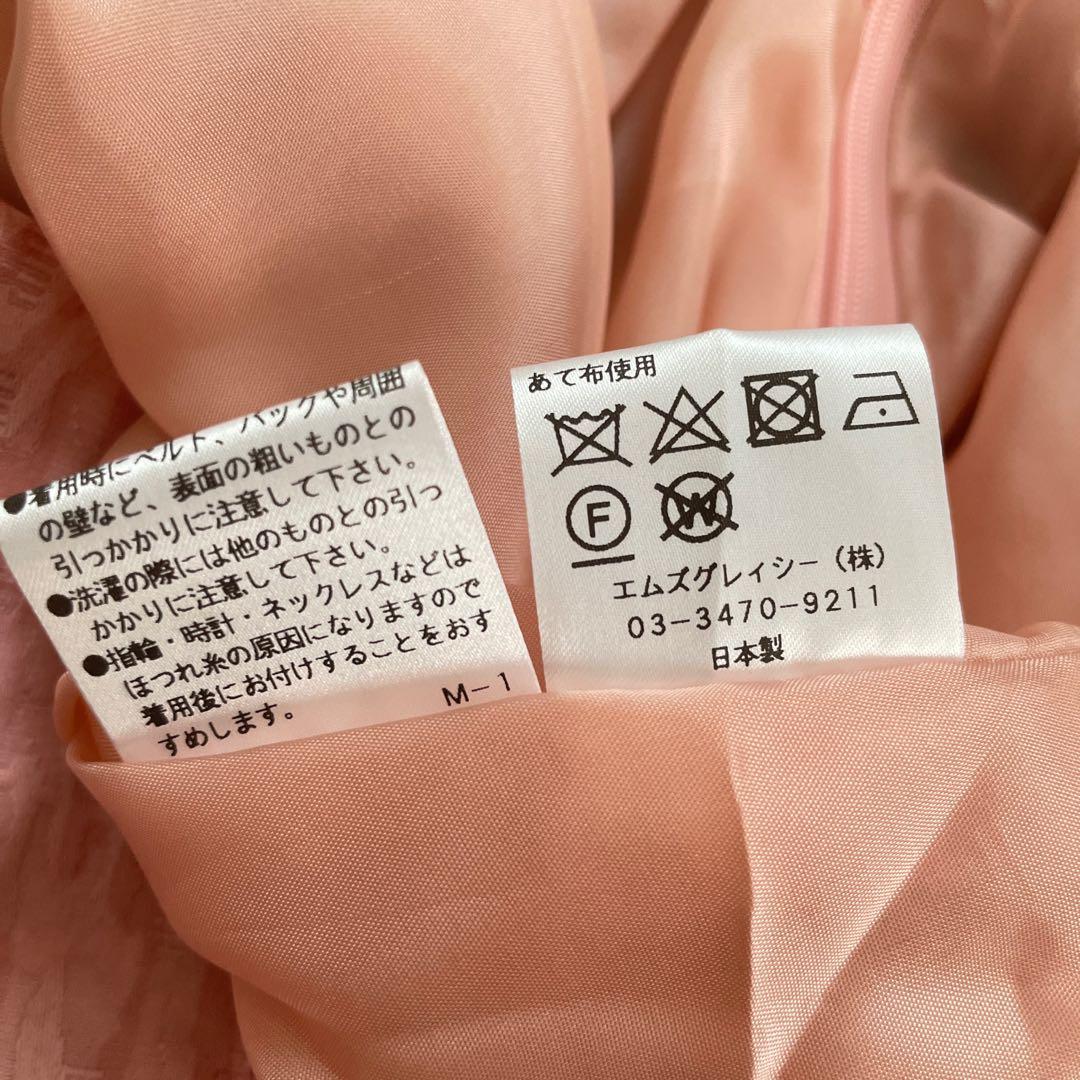 ●着用時にベルト、バックや周囲
の壁など、表面の粗いものとの
引っかかりに注意して下さい。
●洗濯の際には他のものとの引っ
かかりに注意して下さい。
●指輪・時計・ネックレスなどは
ほつれ糸の原因になりますので
着用後にお付けすることをおす
すめします。
M-1
あて布使用
F
W
エムズグレイシー(株)
03-3470-9211
日本製